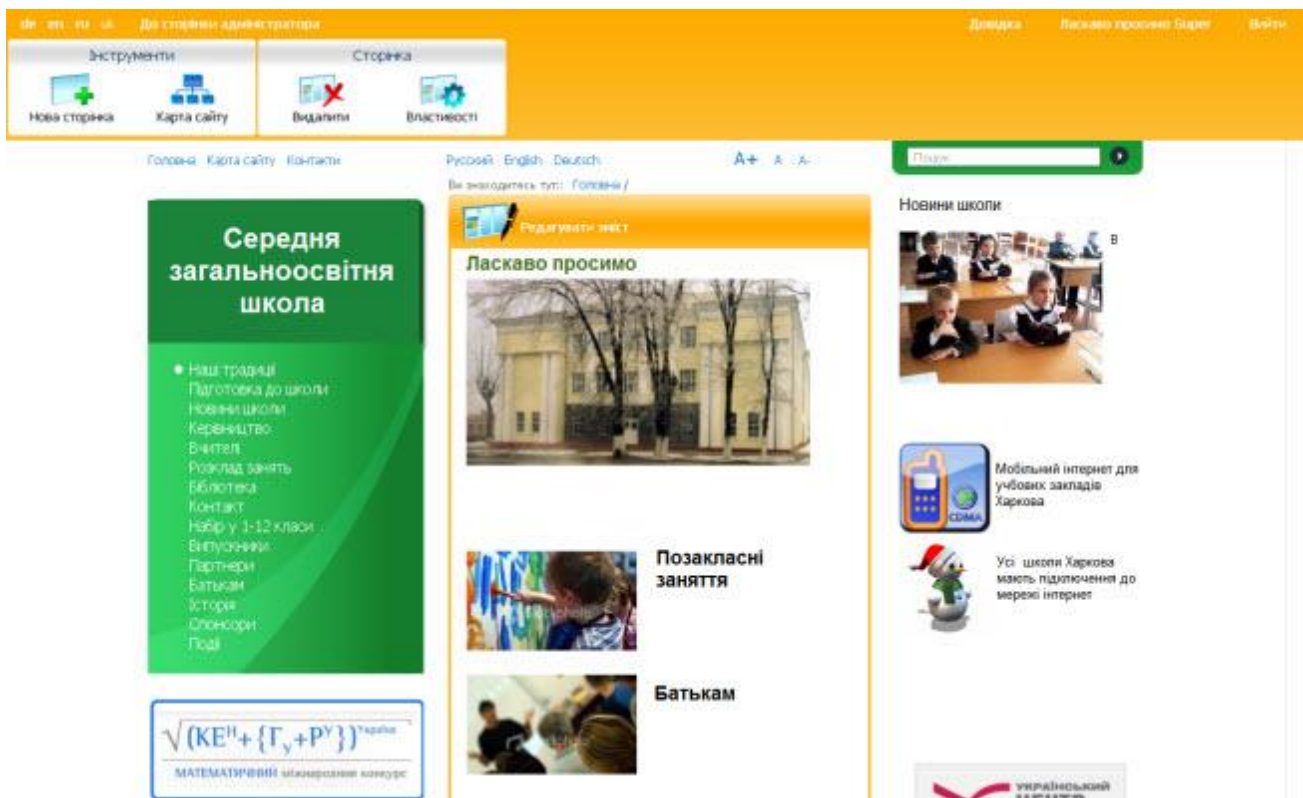 de en ru uk До сторінки адміністратора
Довідка Ласкаво просимо Super Вийти
Інструменти
Сторінка
Нова сторінка
Карта сайту
Видалити
Властивості
Головна Карта сайту Контакти
Русский English Deutsch
A+ A A-
Пошук
Ви знаходитесь тут:: Головна /
Середня
загальноосвітня
школа
Наші традиції
Підготовка до школи
Новини школи
Керівництво
Вчителі
Розклад занять
Бібліотека
Контакт
Набір у 1-12 класи
Випускники
Партнери
Батькам
Історія
Спонсори
Події
√(КЕᴴ+{Гᵧ+Рʸ})Україна
МАТЕМАТИЧНИЙ міжнародний конкурс
Редагувати зміст
Ласкаво просимо
Позакласні
заняття
Батькам
Новини школи
В
CDMA
Мобільний інтернет для
учбових закладів
Харкова
Усі школи Харкова
мають підключення до
мережі інтернет
УКРАЇНСЬКИЙ